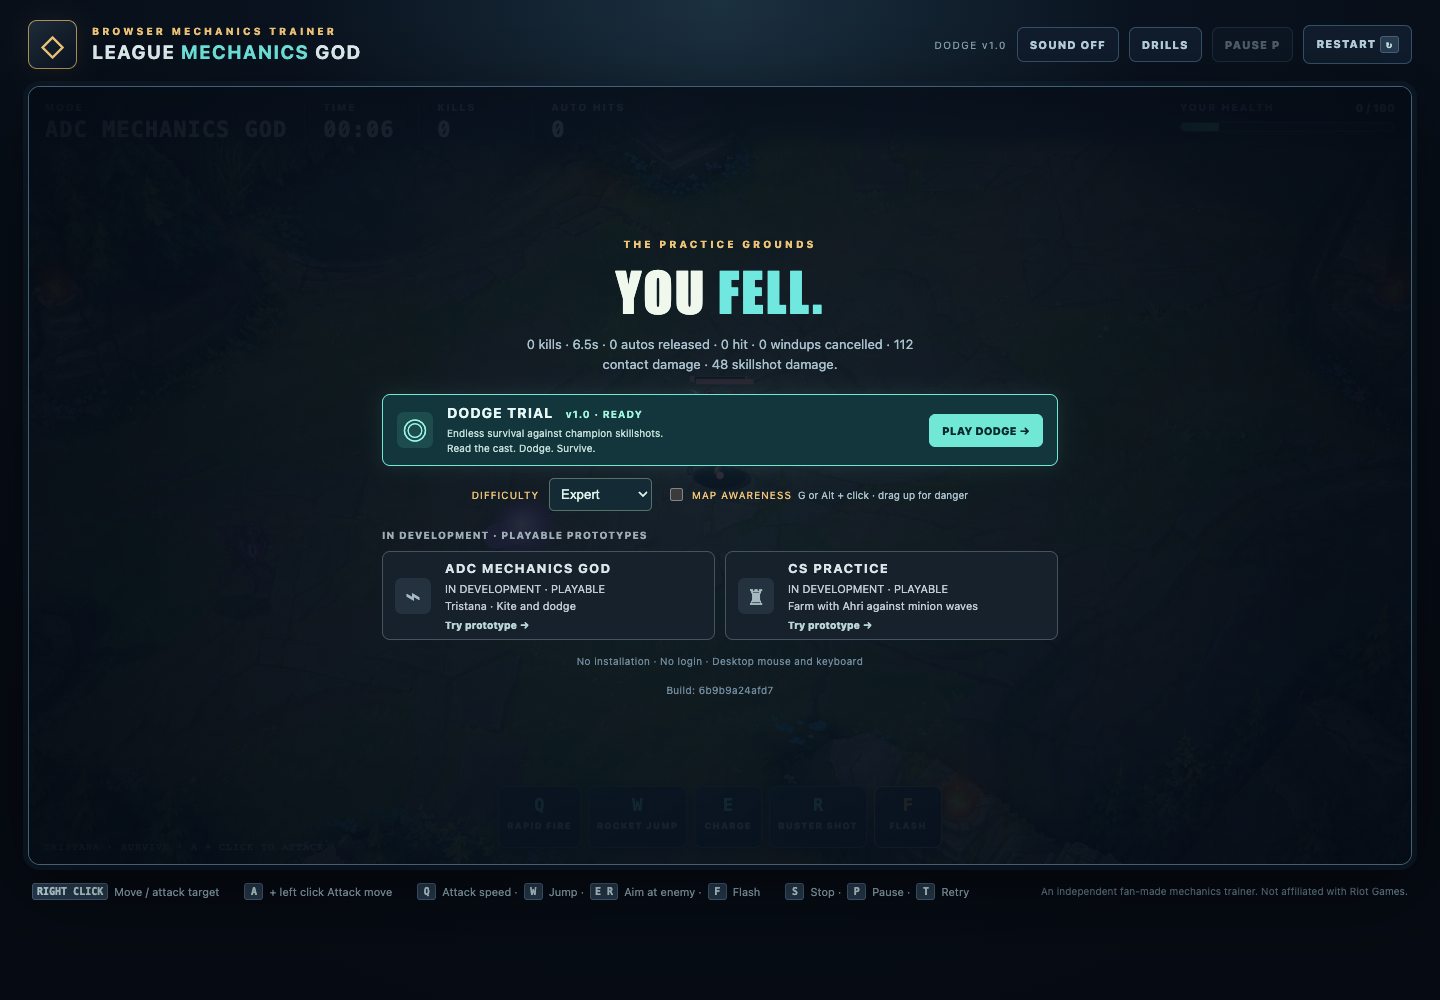 BROWSER MECHANICS TRAINER
LEAGUE MECHANICS GOD
DODGE v1.0
SOUND OFF
DRILLS
PAUSE P
RESTART ↻
MODE
ADC MECHANICS GOD
TIME
00:06
KILLS
0
AUTO HITS
0
YOUR HEALTH
0 / 100
THE PRACTICE GROUNDS
YOU FELL.
0 kills · 6.5s · 0 autos released · 0 hit · 0 windups cancelled · 112
contact damage · 48 skillshot damage.
DODGE TRIAL v1.0 · READY
Endless survival against champion skillshots.
Read the cast. Dodge. Survive.
PLAY DODGE →
DIFFICULTY
Expert
MAP AWARENESS G or Alt + click · drag up for danger
IN DEVELOPMENT · PLAYABLE PROTOTYPES
ADC MECHANICS GOD
IN DEVELOPMENT · PLAYABLE
Tristana · Kite and dodge
Try prototype →
CS PRACTICE
IN DEVELOPMENT · PLAYABLE
Farm with Ahri against minion waves
Try prototype →
No installation · No login · Desktop mouse and keyboard
Build: 6b9b9a24afd7
Q
RAPID FIRE
W
ROCKET JUMP
E
CHARGE
R
BUSTER SHOT
F
FLASH
TRISTANA · SURVIVE · A + CLICK TO ATTACK
RIGHT CLICK Move / attack target A + left click Attack move Q Attack speed · W Jump · E R Aim at enemy · F Flash S Stop · P Pause · T Retry
An independent fan-made mechanics trainer. Not affiliated with Riot Games.